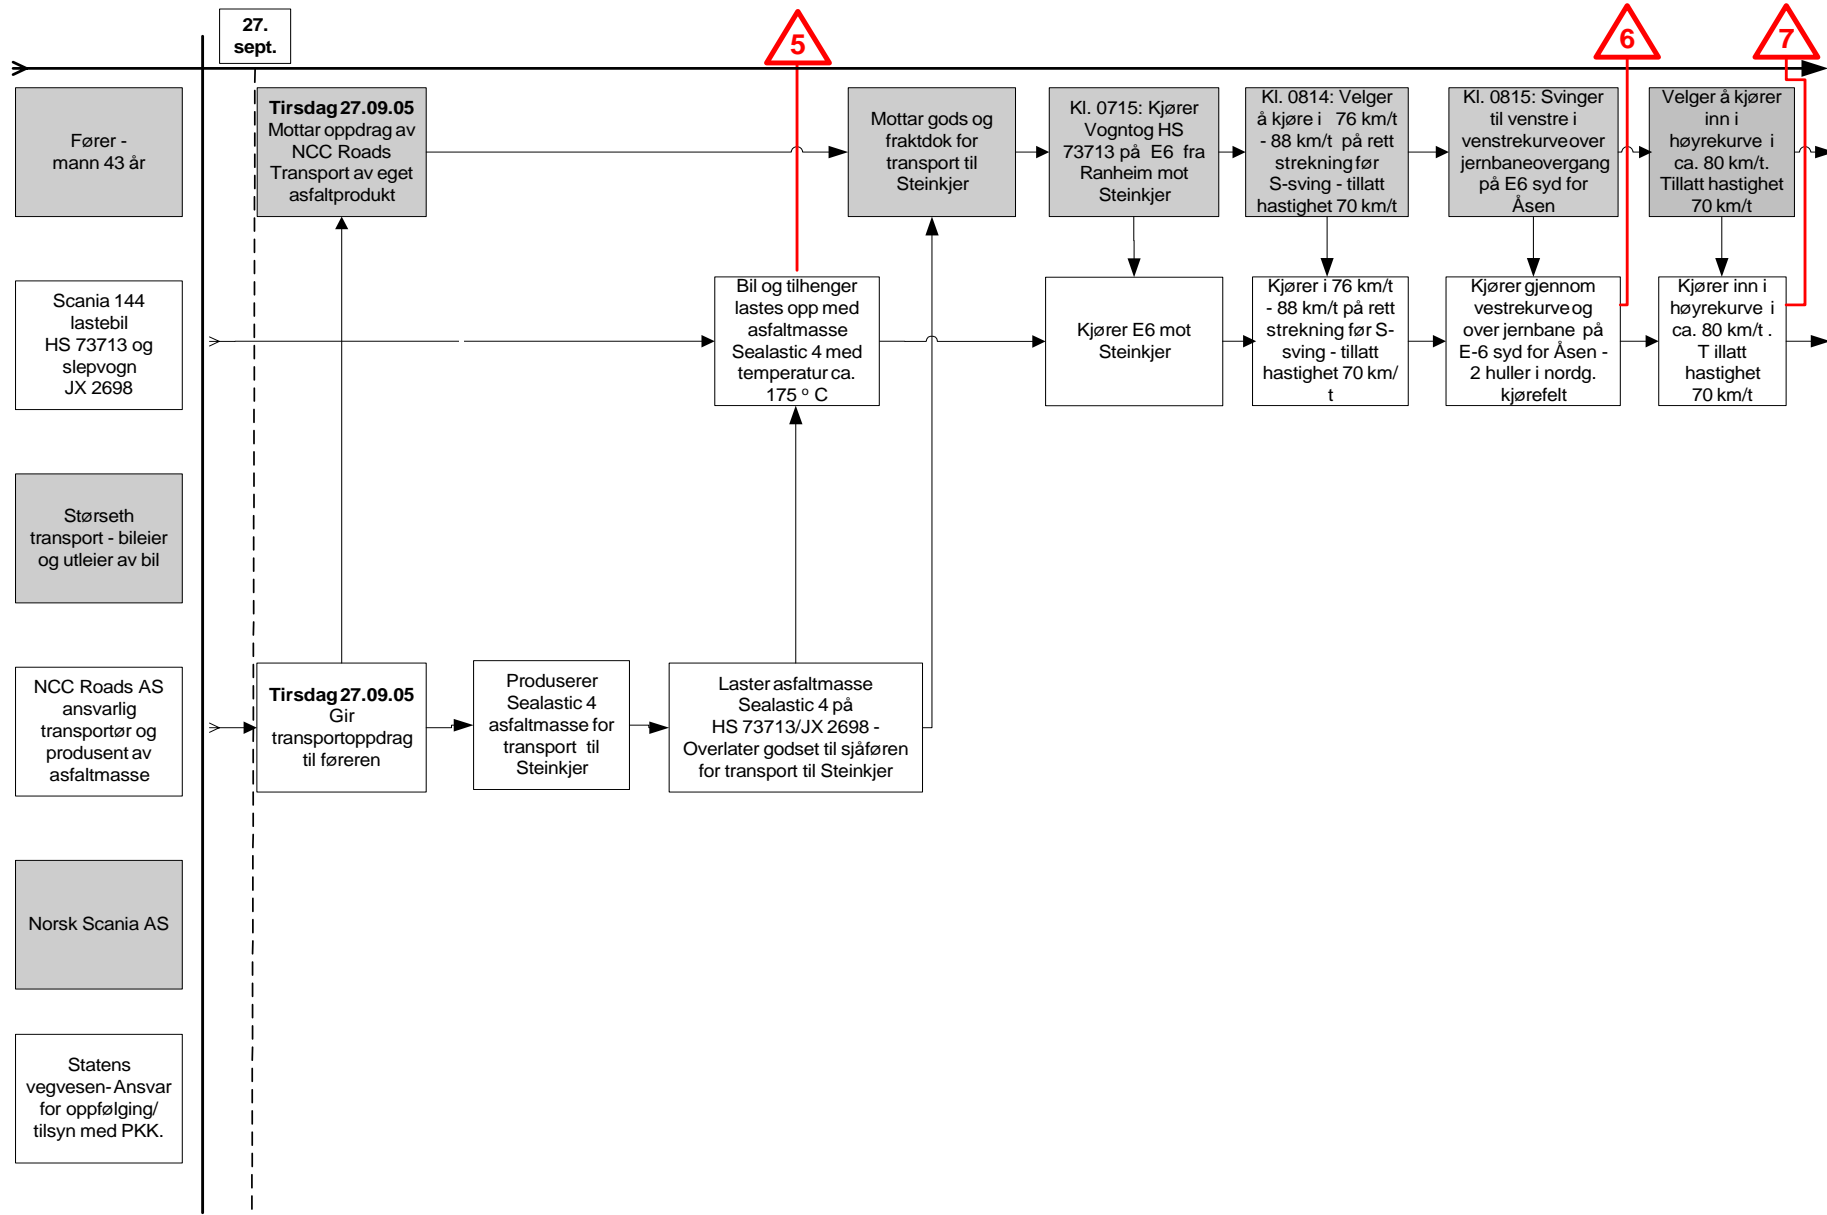 27.
sept.
5
6
7
Fører -
mann 43 år
Tirsdag 27.09.05
Mottar oppdrag av
NCC Roads
Transport av eget
asfaltprodukt
Mottar gods og
fraktdok for
transport til
Steinkjer
Kl. 0715: Kjører
Vogntog HS
73713 på E6 fra
Ranheim mot
Steinkjer
Kl. 0814: Velger
å kjøre i 76 km/t
- 88 km/t på rett
strekning før
S-sving - tillatt
hastighet 70 km/t
Kl. 0815: Svinger
til venstre i
venstrekurve over
jernbaneovergang
på E6 syd for
Åsen
Velger å kjører
inn i
høyrekurve i
ca. 80 km/t.
Tillatt hastighet
70 km/t
Scania 144
lastebil
HS 73713 og
slepvogn
JX 2698
Bil og tilhenger
lastes opp med
asfaltmasse
Sealastic 4 med
temperatur ca.
175 º C
Kjører E6 mot
Steinkjer
Kjører i 76 km/t
- 88 km/t på rett
strekning før S-
sving - tillatt
hastighet 70 km/
t
Kjører gjennom
vestrekurve og
over jernbane på
E-6 syd for Åsen -
2 huller i nordg.
kjørefelt
Kjører inn i
høyrekurve i
ca. 80 km/t .
T illatt
hastighet
70 km/t
Størseth
transport - bileier
og utleier av bil
NCC Roads AS
ansvarlig
transportør og
produsent av
asfaltmasse
Tirsdag 27.09.05
Gir
transportoppdrag
til føreren
Produserer
Sealastic 4
asfaltmasse for
transport til
Steinkjer
Laster asfaltmasse
Sealastic 4 på
HS 73713/JX 2698 -
Overlater godset til sjåføren
for transport til Steinkjer
Norsk Scania AS
Statens
vegvesen- Ansvar
for oppfølging/
tilsyn med PKK.